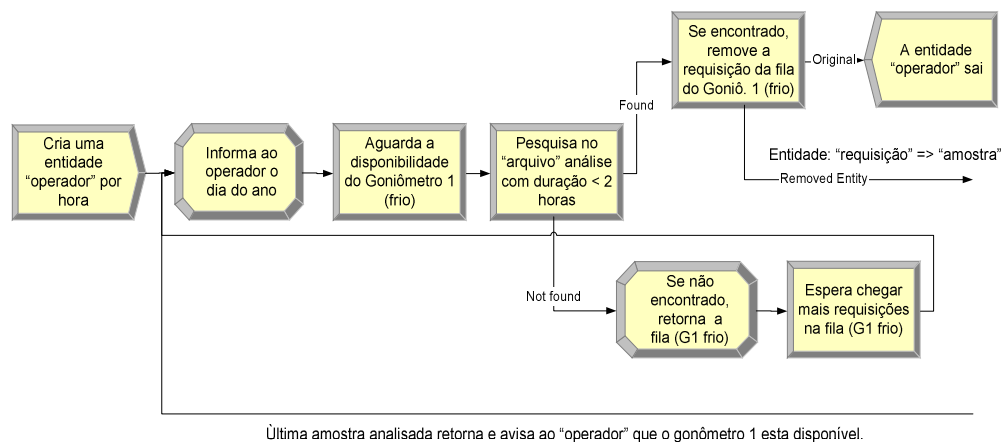 Cria uma
entidade
“operador” por
hora
Informa ao
operador o
dia do ano
Aguarda a
disponibilidade
do Goniômetro 1
(frio)
Pesquisa no
“arquivo” análise
com duração < 2
horas
Found
Se encontrado,
remove a
requisição da fila
do Goniô. 1 (frio)
Original
A entidade
“operador” sai
Entidade: “requisição” => “amostra”
Removed Entity
Not found
Se não
encontrado,
retorna a
fila (G1 frio)
Espera chegar
mais requisições
na fila (G1 frio)
Ùltima amostra analisada retorna e avisa ao “operador” que o gonômetro 1 esta disponível.